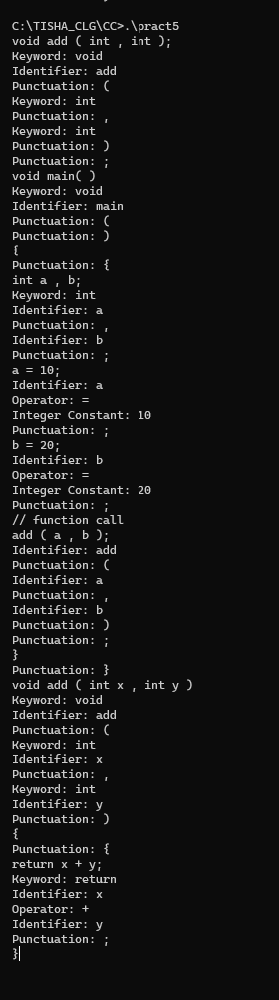 C:\TISHA_CLG\CC>.\pract5
void add ( int , int );
Keyword: void
Identifier: add
Punctuation: (
Keyword: int
Punctuation: ,
Keyword: int
Punctuation: )
Punctuation: ;
void main( )
Keyword: void
Identifier: main
Punctuation: (
Punctuation: )
{
Punctuation: {
int a , b;
Keyword: int
Identifier: a
Punctuation: ,
Identifier: b
Punctuation: ;
a = 10;
Identifier: a
Operator: =
Integer Constant: 10
Punctuation: ;
b = 20;
Identifier: b
Operator: =
Integer Constant: 20
Punctuation: ;
// function call
add ( a , b );
Identifier: add
Punctuation: (
Identifier: a
Punctuation: ,
Identifier: b
Punctuation: )
Punctuation: ;
}
Punctuation: }
void add ( int x , int y )
Keyword: void
Identifier: add
Punctuation: (
Keyword: int
Identifier: x
Punctuation: ,
Keyword: int
Identifier: y
Punctuation: )
{
Punctuation: {
return x + y;
Keyword: return
Identifier: x
Operator: +
Identifier: y
Punctuation: ;
}